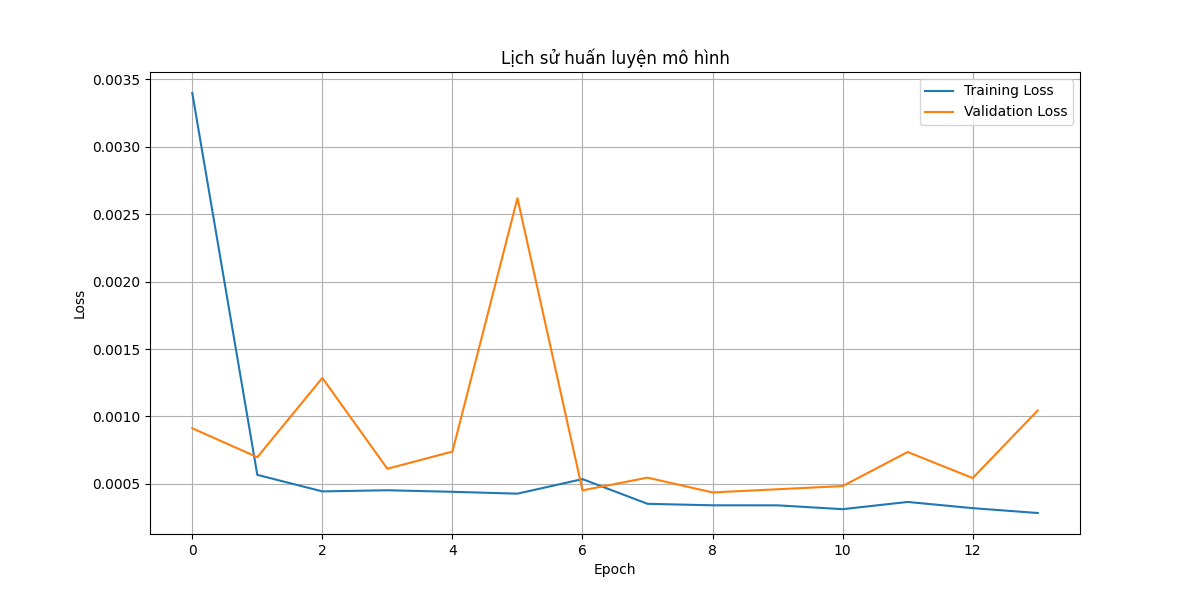 Lịch sử huấn luyện mô hình
Training Loss
Validation Loss
Loss
0.0035
0.0030
0.0025
0.0020
0.0015
0.0010
0.0005
0 2 4 6 8 10 12
Epoch